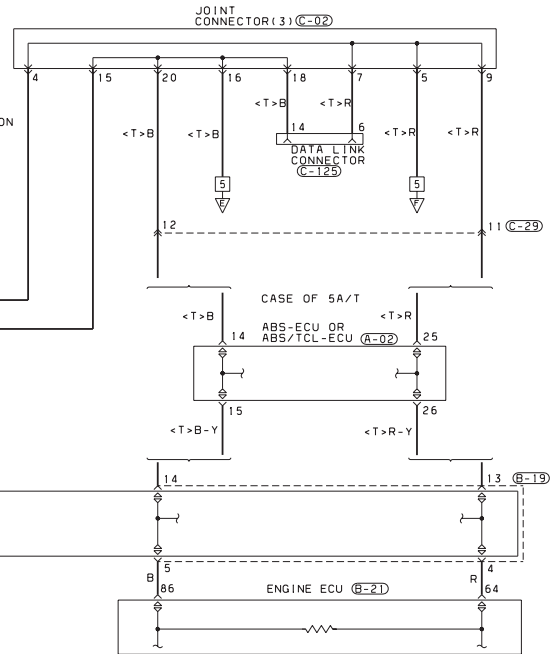 JOINT
CONNECTOR(3) C-02
4 15 20 16 18 7 5 9
ON
<T>B <T>R
<T>B <T>B <T>R <T>R
14 6
DATA LINK
CONNECTOR
C-125
5 5
E F
12 11 C-29
CASE OF 5A/T
<T>B <T>R
ABS-ECU OR
ABS/TCL-ECU A-02
14 25
15 26
<T>B-Y <T>R-Y
14 13 B-19
5 4
B R
86 64
ENGINE ECU B-21